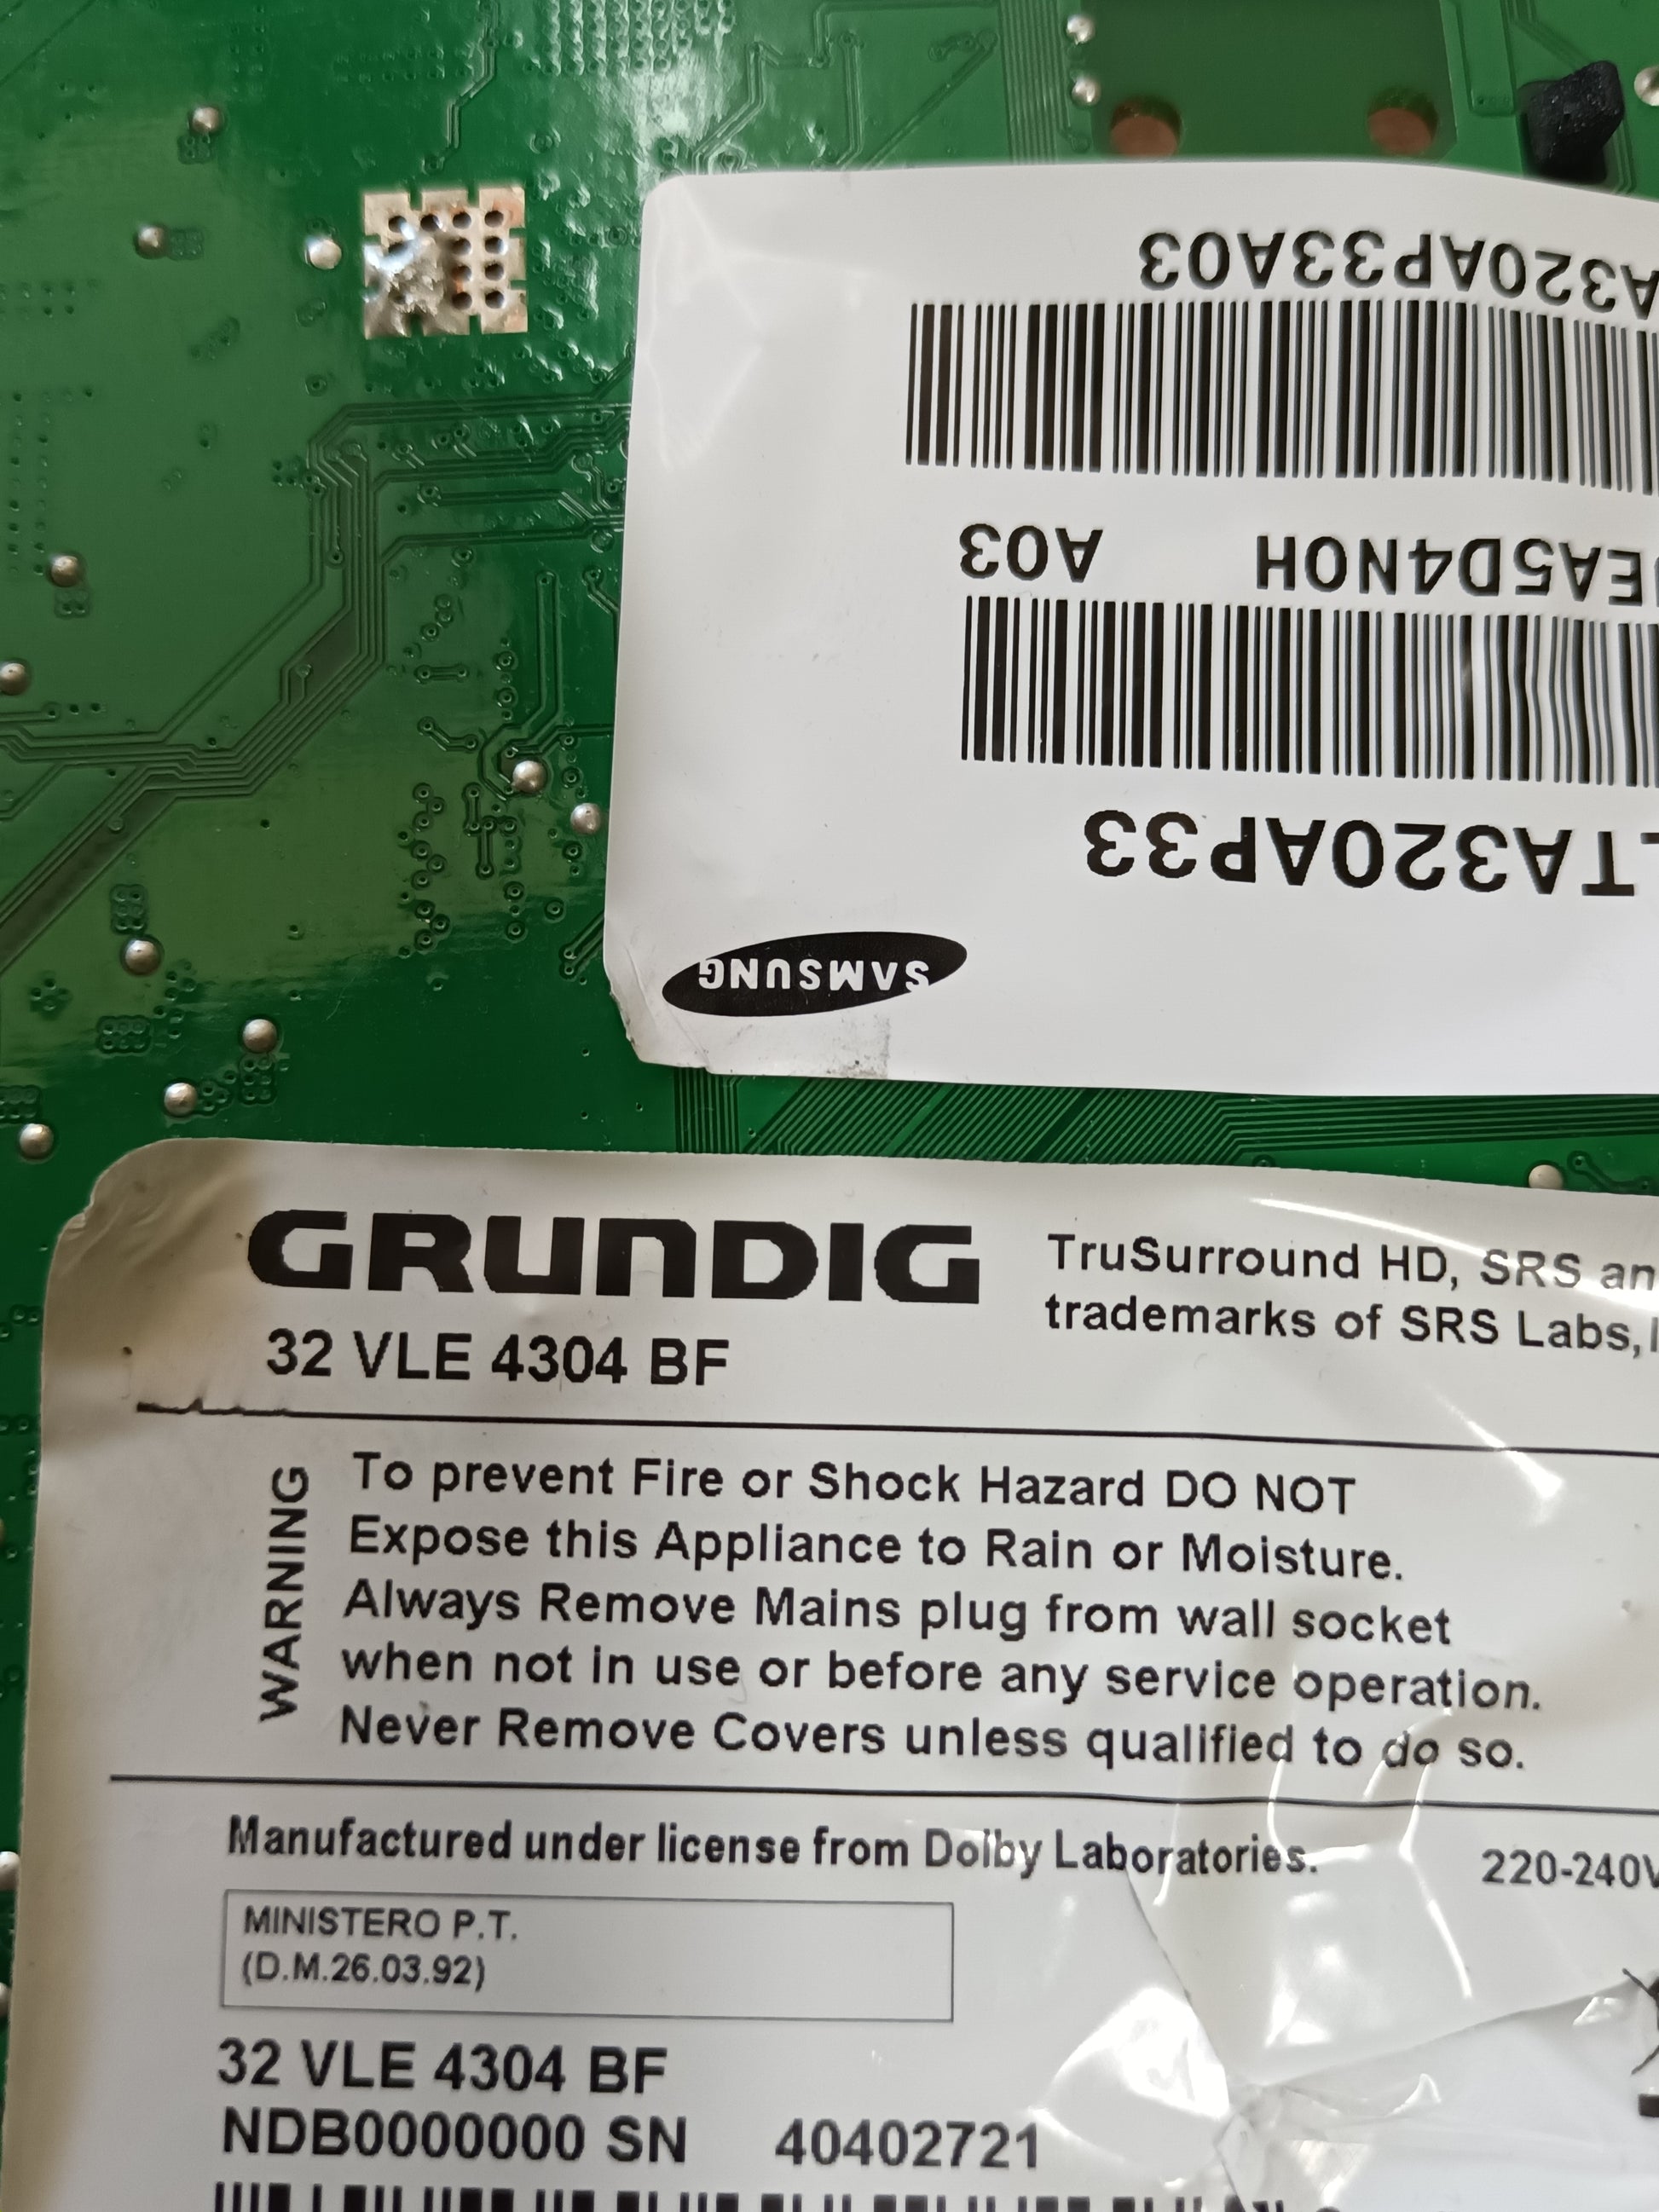 A320AP33A03
EA5D4N0H A03
LTA320AP33
SAMSUNG
GRUNDIG
TruSurround HD, SRS an
32 VLE 4304 BF
trademarks of SRS Labs,
WARNING
To prevent Fire or Shock Hazard DO NOT
Expose this Appliance to Rain or Moisture.
Always Remove Mains plug from wall socket
when not in use or before any service operation.
Never Remove Covers unless qualified to do so.
Manufactured under license from Dolby Laboratories.
220-240V
MINISTERO P.T.
(D.M.26.03.92)
32 VLE 4304 BF
NDB0000000 SN 40402721